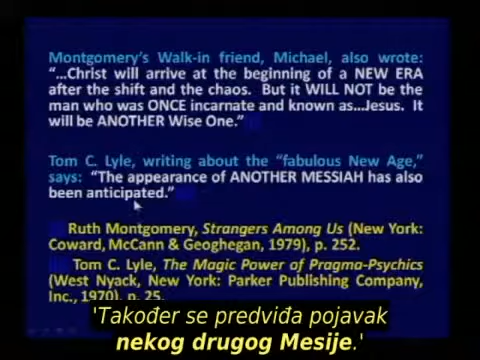 Montgomery's Walk-in friend, Michael, also wrote:
"...Christ will arrive at the beginning of a NEW ERA
after the shift and the chaos. But it WILL NOT be the
man who was ONCE incarnate and known as...Jesus. It
will be ANOTHER Wise One."
Tom C. Lyle, writing about the "fabulous New Age,"
says: "The appearance of ANOTHER MESSIAH has also
been anticipated."
Ruth Montgomery, Strangers Among Us (New York:
Coward, McCann & Geoghegan, 1979), p. 252.
Tom C. Lyle, The Magic Power of Pragma-Psychics
(West Nyack, New York: Parker Publishing Company,
Inc., 1970), p. 25.
'Također se predviđa pojavak
nekog drugog Mesije.'